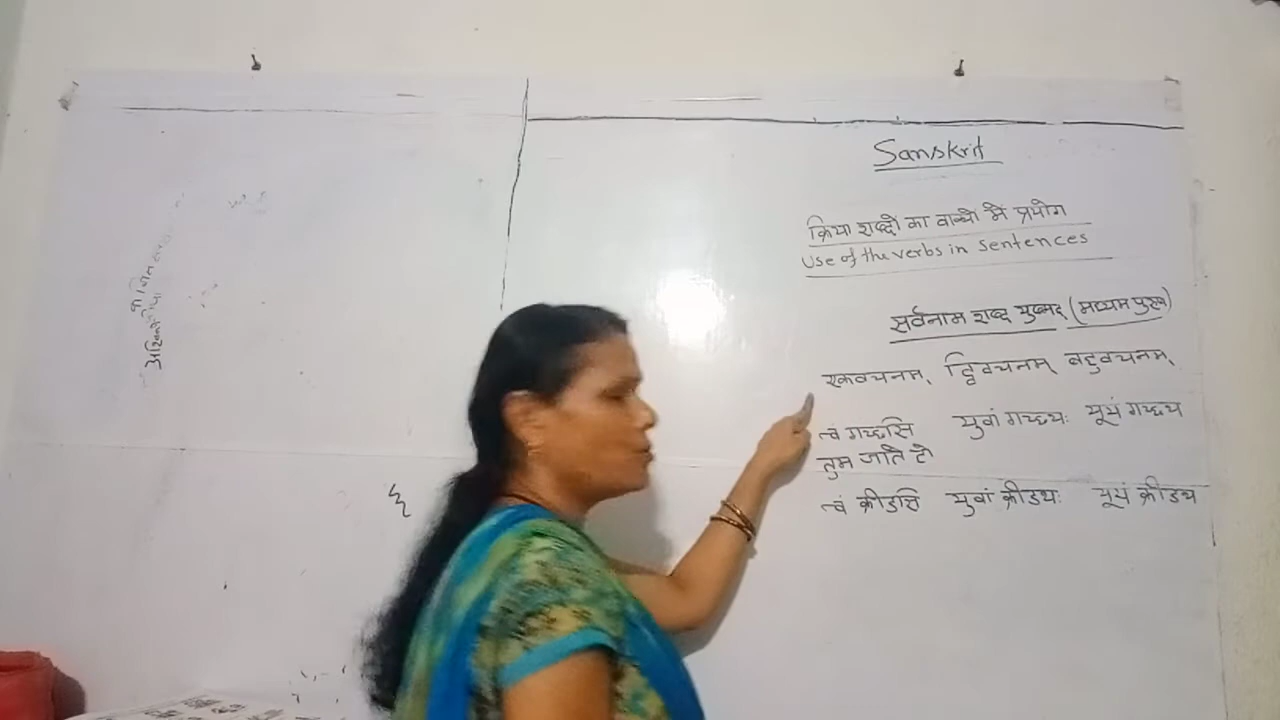 Sanskrit
क्रिया शब्दों का वाक्यों में प्रयोग
Use of the verbs in sentences
सर्वनाम शब्द युष्मद् (मध्यम पुरुष)
एकवचनम् द्विवचनम् बहुवचनम्
त्वं गच्छसि युवां गच्छथः यूयं गच्छथ
तुम जाते हो
त्वं क्रीडसि युवां क्रीडथः यूयं क्रीडथ